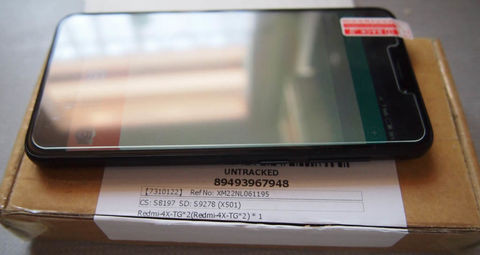 UNTRACKED
89493967948
【7310122】 Ref No: XM22NL061195
CS: S8197 SD: S9278 (X501)
Redmi-4X-TG*2(Redmi-4X-TG*2) * 1